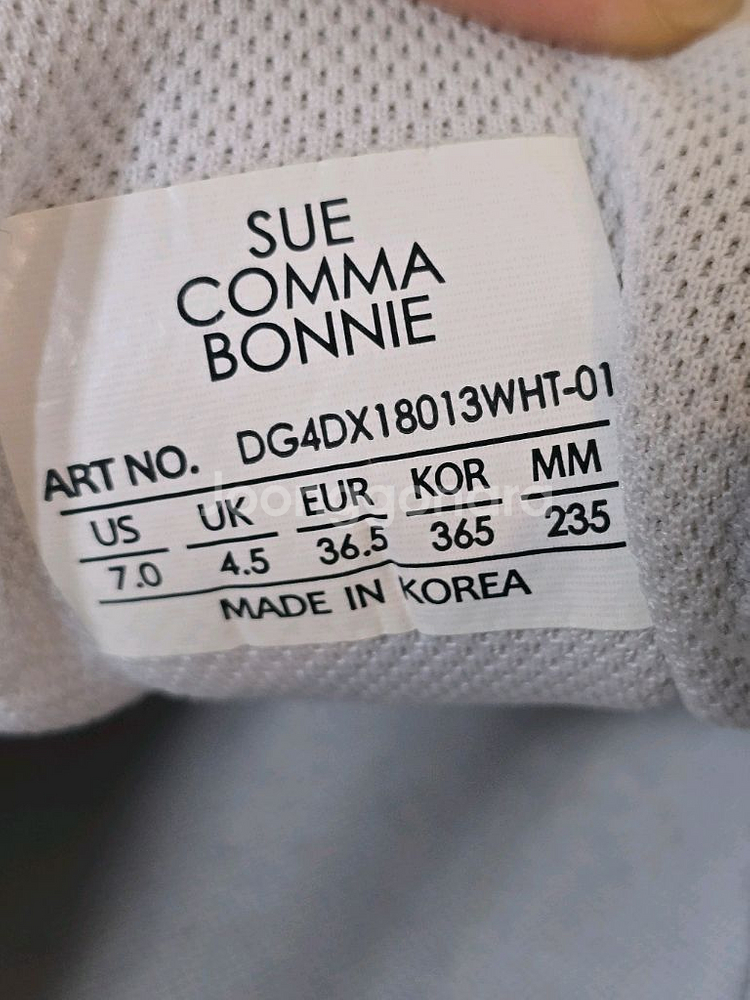 SUE
COMMA
BONNIE
ART NO. DG4DX18013WHT-01
US UK EUR KOR MM
7.0 4.5 36.5 365 235
MADE IN KOREA
Joonggonara